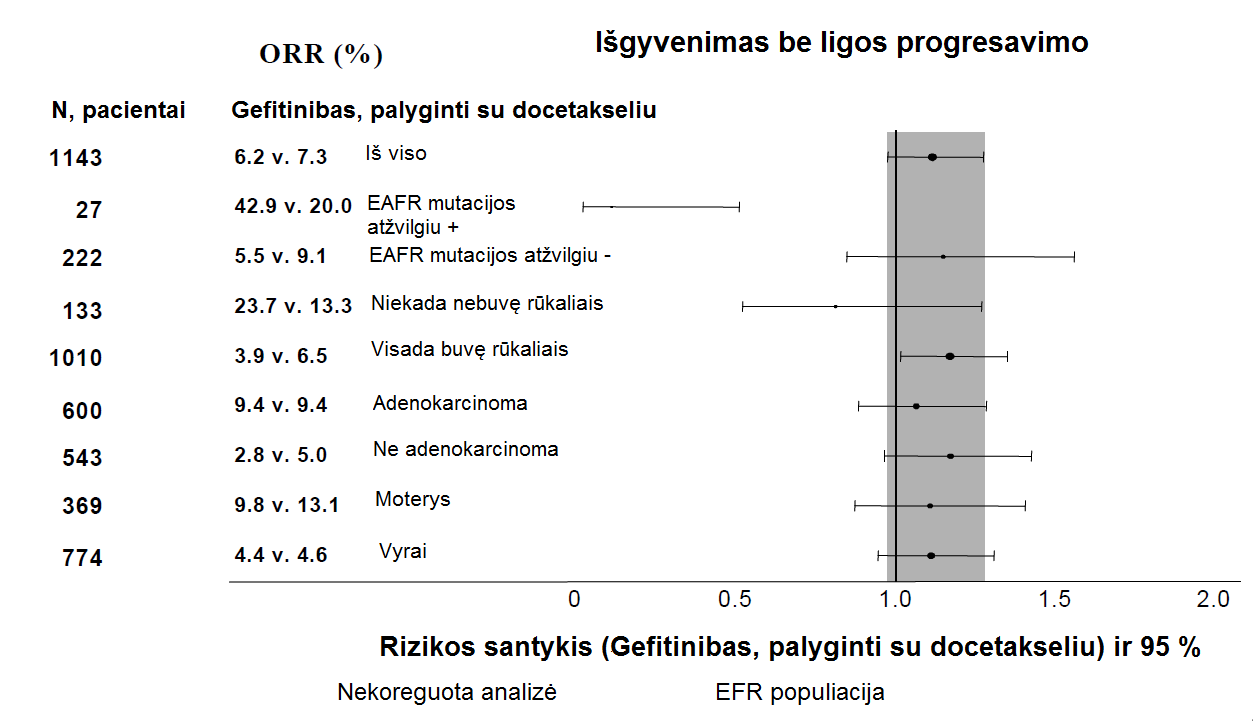 Išgyvenimas be ligos progresavimo
ORR (%)
N, pacientai Gefitinibas, palyginti su docetakseliu
1143 6.2 v. 7.3 Iš viso
27 42.9 v. 20.0 EAFR mutacijos
atžvilgiu +
222 5.5 v. 9.1 EAFR mutacijos atžvilgiu -
133 23.7 v. 13.3 Niekada nebuvę rūkaliais
1010 3.9 v. 6.5 Visada buvę rūkaliais
600 9.4 v. 9.4 Adenokarcinoma
543 2.8 v. 5.0 Ne adenokarcinoma
369 9.8 v. 13.1 Moterys
774 4.4 v. 4.6 Vyrai
0 0.5 1.0 1.5 2.0
Rizikos santykis (Gefitinibas, palyginti su docetakseliu) ir 95 %
Nekoreguota analizė EFR populiacija